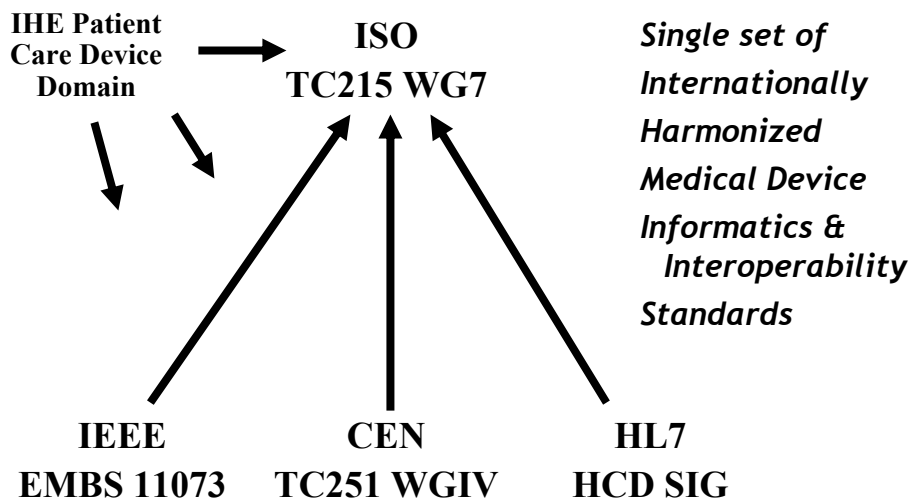 IHE Patient
Care Device
Domain
ISO
TC215 WG7
Single set of
Internationally
Harmonized
Medical Device
Informatics &
Interoperability
Standards
IEEE
EMBS 11073
CEN
TC251 WGIV
HL7
HCD SIG